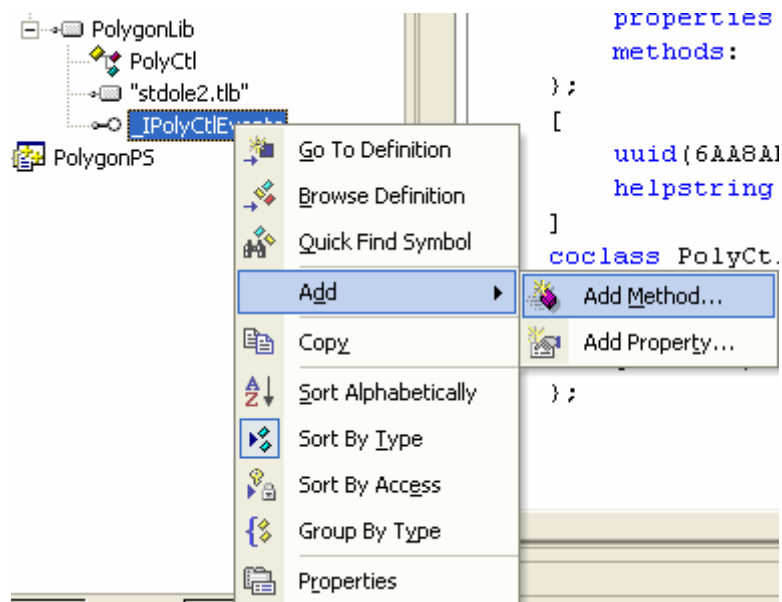 PolygonLib
PolyCtl
"stdole2.tlb"
_IPolyCtlEvents
PolygonPS
Go To Definition
Browse Definition
Quick Find Symbol
Add
Copy
Sort Alphabetically
Sort By Type
Sort By Access
Group By Type
Properties
Add Method...
Add Property...
properties
methods:
};
[
uuid(6AA8A
helpstring
]
coclass PolyCt
};